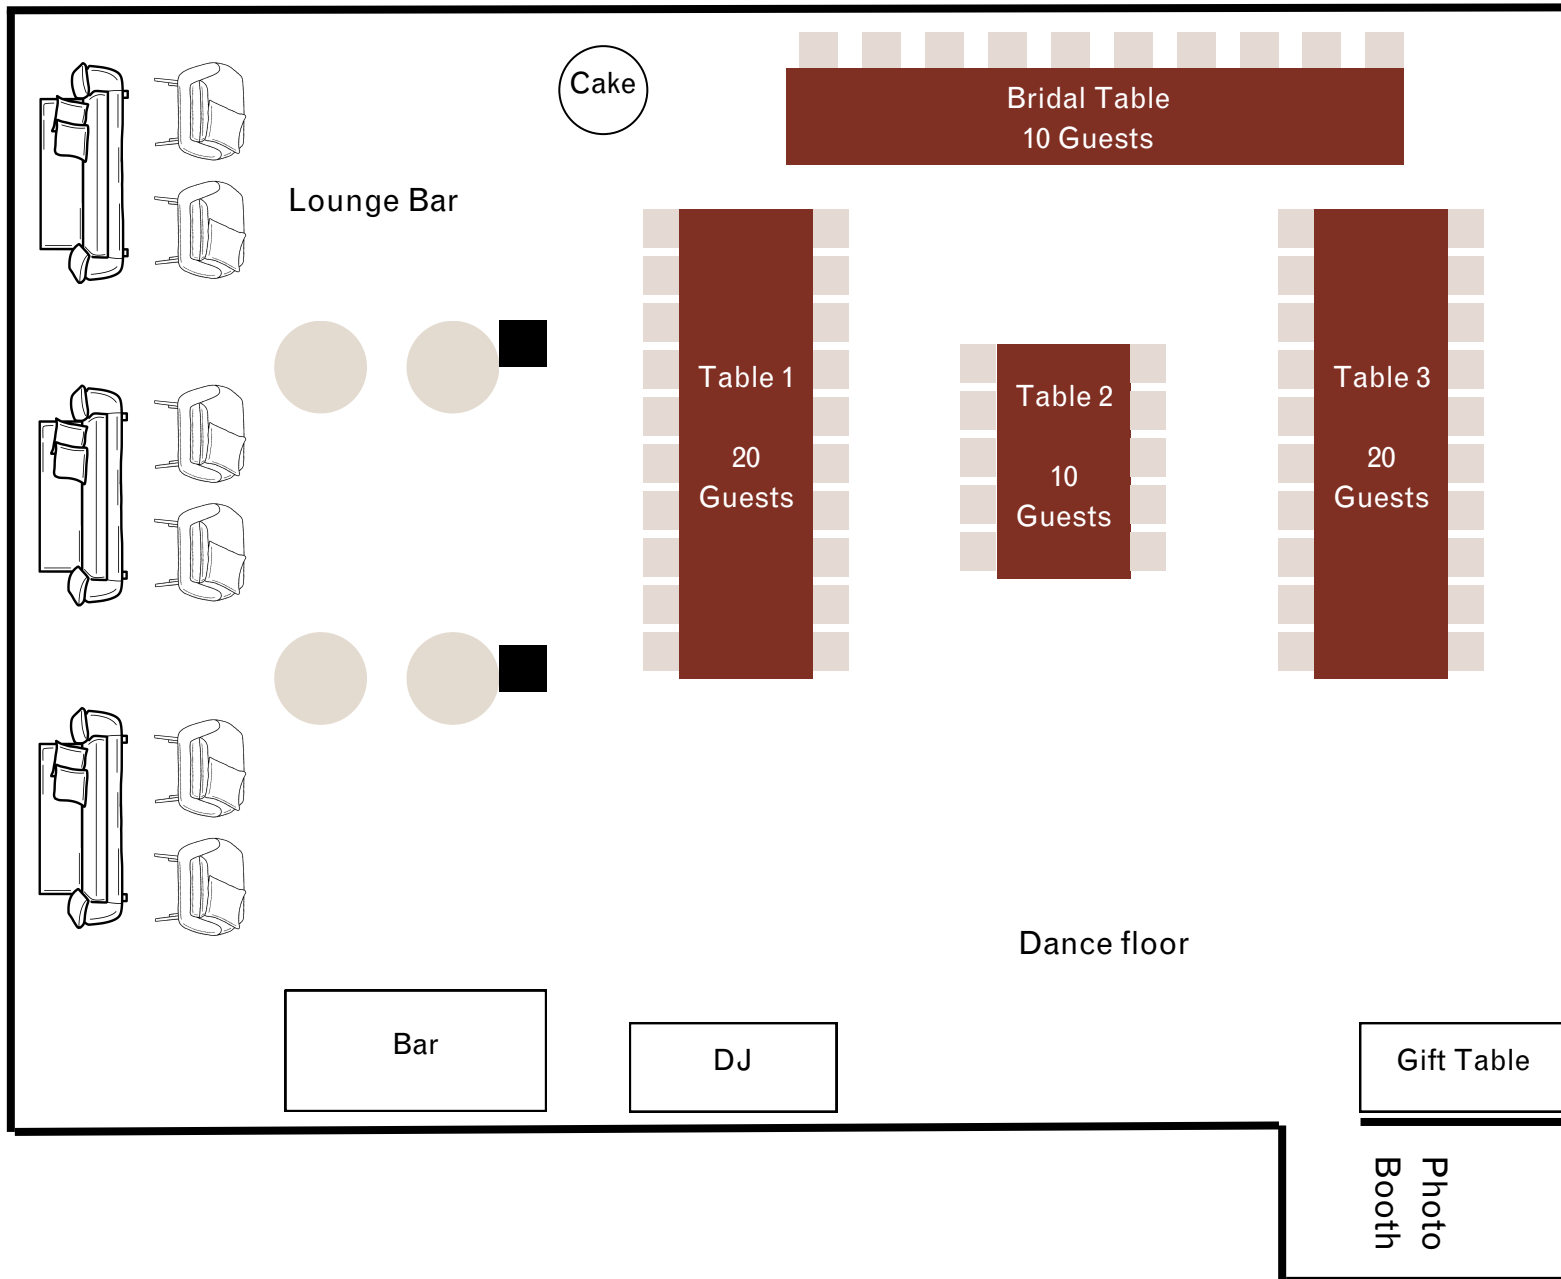 Cake
Bridal Table
10 Guests
Lounge Bar
Table 1
20
Guests
Table 2
10
Guests
Table 3
20
Guests
Dance floor
Bar
DJ
Gift Table
Photo
Booth